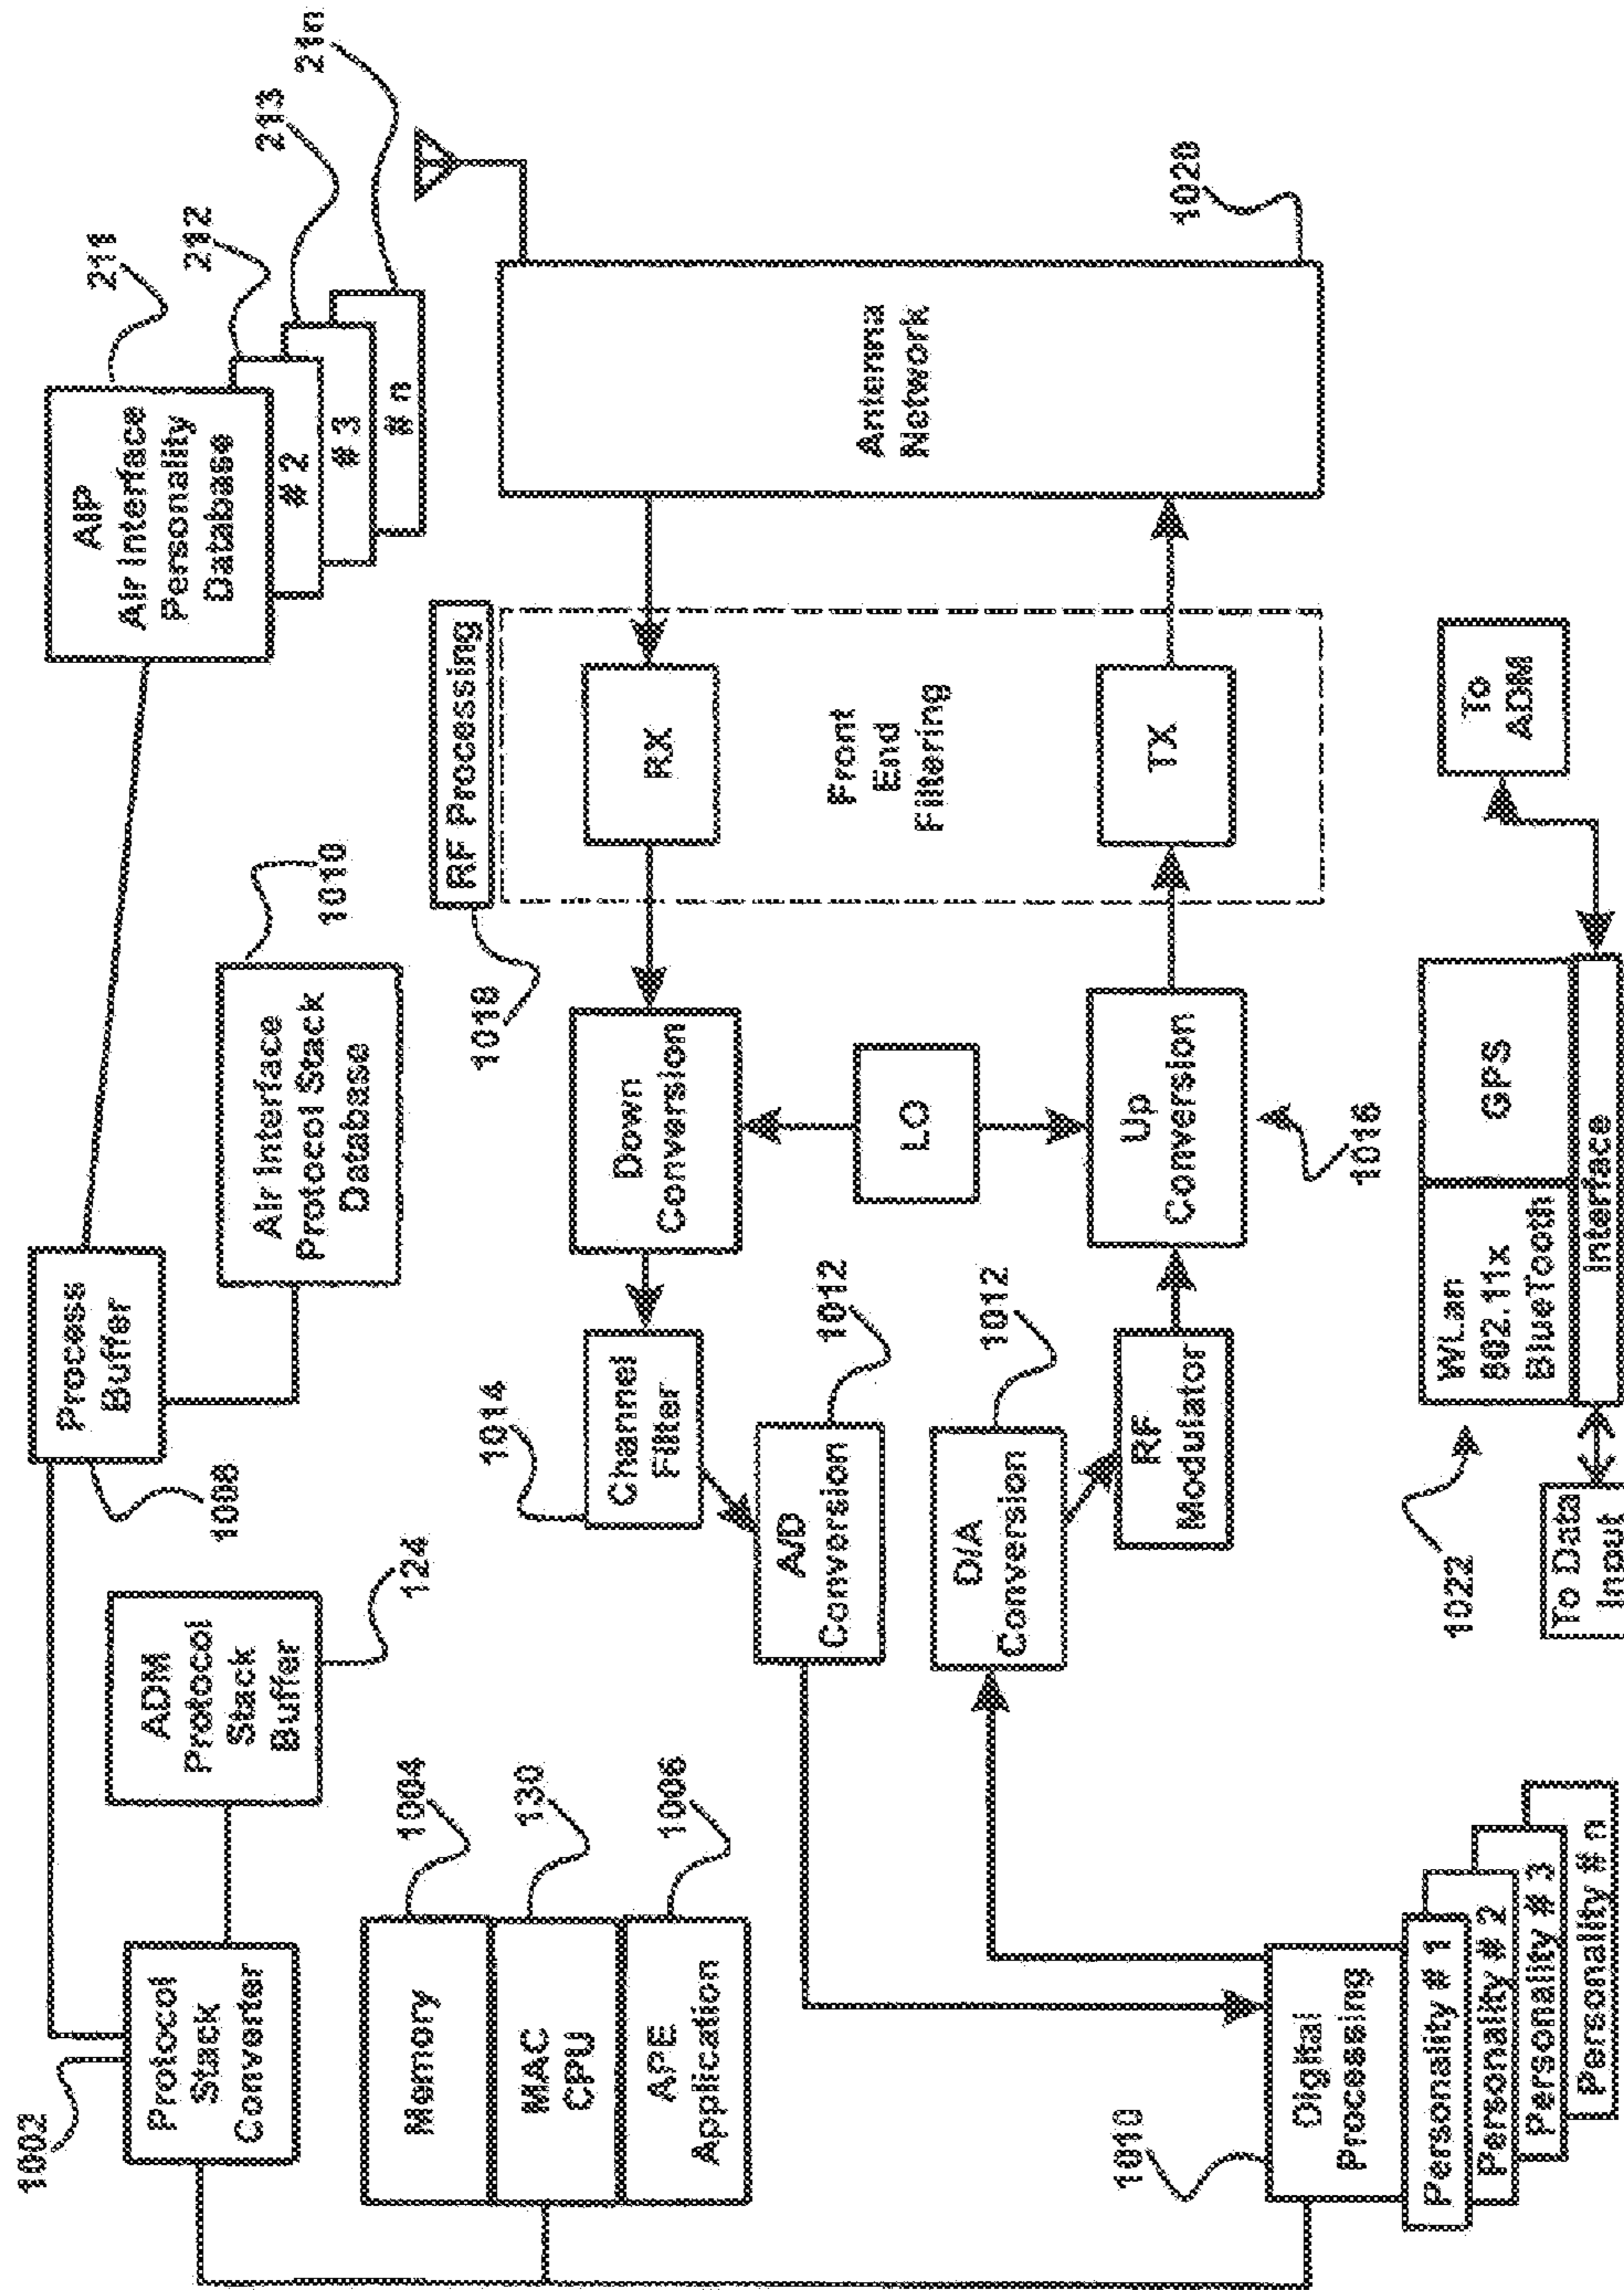 1002
Protocol
Stack
Converter
ADM
Protocol
Stack
Buffer
124
Process
Buffer
1008
Air Interface
Protocol Stack
Database
1010
AIP
Air Interface
Personality
Database
# 2
# 3
# n
211
212
213
21n
Memory
1004
MAC
CPU
130
APE
Application
1006
1014
Channel
Filter
Down
Conversion
1018
RF Processing
RX
Front
End
Filtering
TX
Antenna
Network
1020
A/D
Conversion
1012
D/A
Conversion
1012
LO
RF
Modulator
Up
Conversion
1016
1010
Digital
Processing
Personality # 1
Personality # 2
Personality # 3
Personality # n
1022
WLan
802.11x
BlueTooth
GPS
Interface
To Data
Input
To
ADM